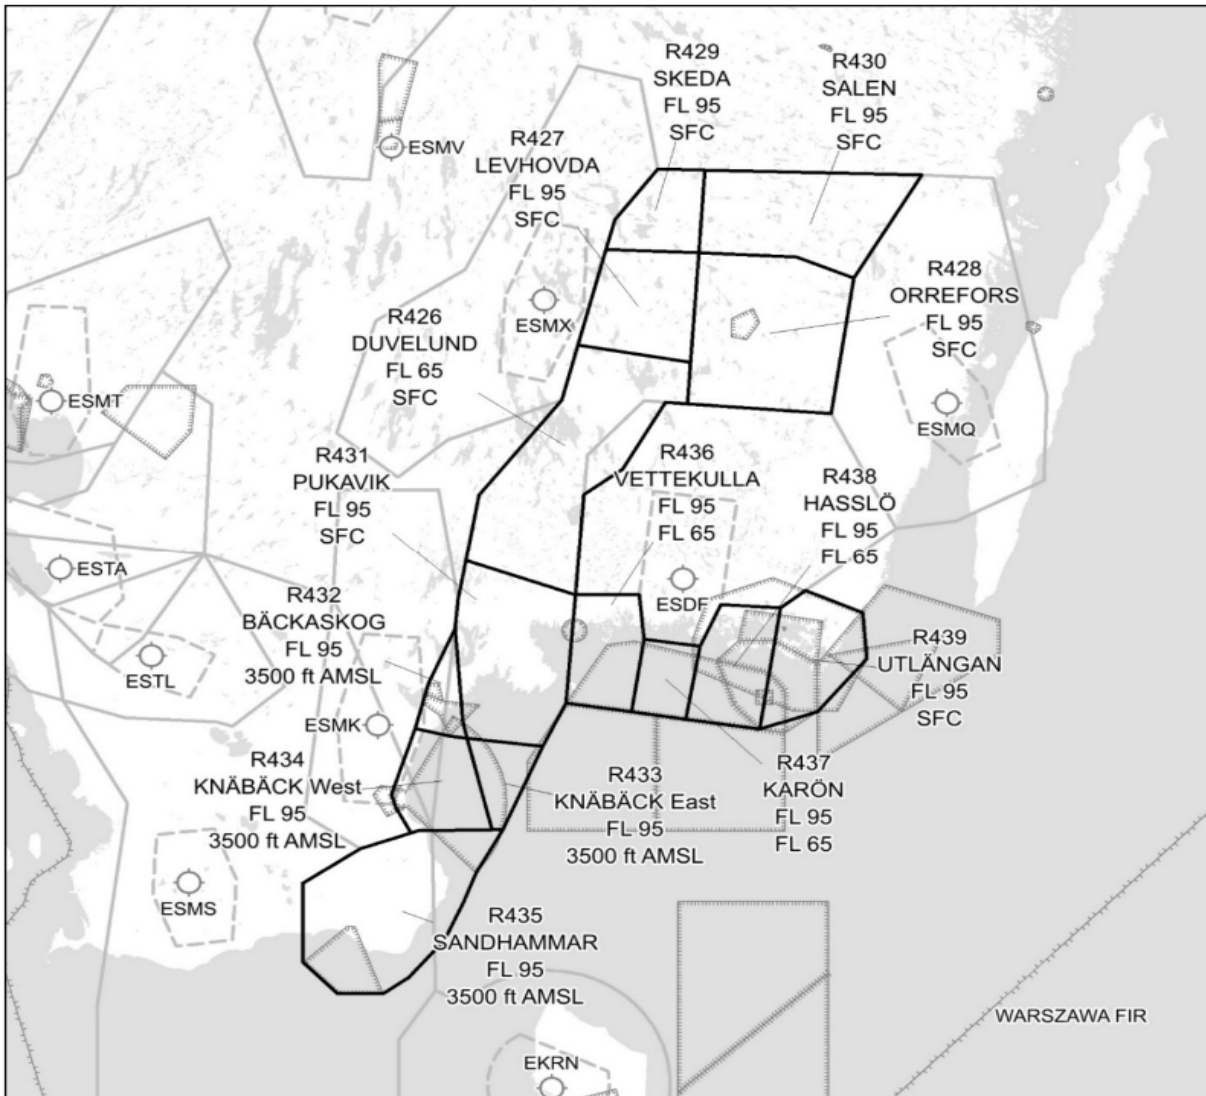 R429
SKEDA
FL 95
SFC
R430
SALEN
FL 95
SFC
ESMV
R427
LEVHOVDA
FL 95
SFC
R428
ORREFORS
FL 95
SFC
ESMX
R426
DUVELUND
FL 65
SFC
ESMT
ESMQ
R431
PUKAVIK
FL 95
SFC
R436
VETTEKULLA
FL 95
FL 65
R438
HASSLÖ
FL 95
FL 65
ESTA
ESDF
R432
BÄCKASKOG
FL 95
3500 ft AMSL
R439
UTLÄNGAN
FL 95
SFC
ESTL
ESMK
R434
KNÄBÄCK West
FL 95
3500 ft AMSL
R433
KNÄBÄCK East
FL 95
3500 ft AMSL
R437
KARÖN
FL 95
FL 65
ESMS
R435
SANDHAMMAR
FL 95
3500 ft AMSL
WARSZAWA FIR
EKRN